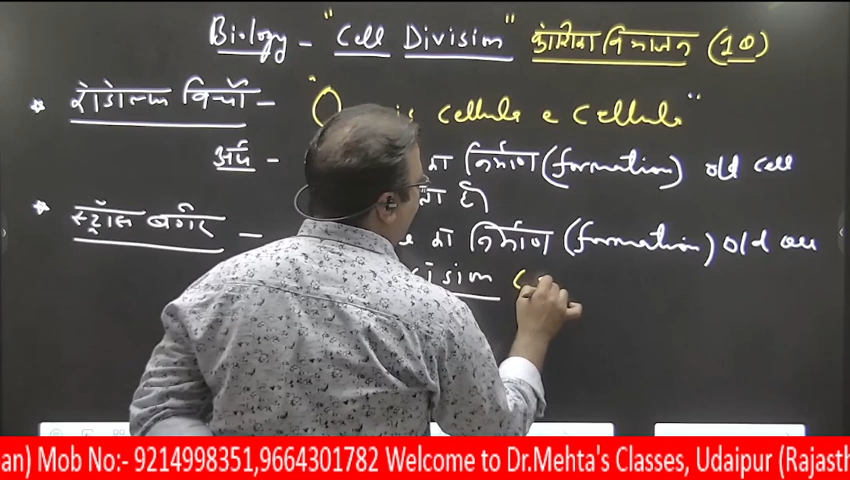 Biology - "Cell Division" कोशिका विभाजन (10)
* रोडोल्फ विर्चो - "O is cellula e cellula"
अर्थ - का निर्माण (formation) old cell
है।
* स्ट्रॉस बर्गर - का निर्माण (formation) old cell
an) Mob No:- 9214998351,9664301782 Welcome to Dr.Mehta's Classes, Udaipur (Rajasth